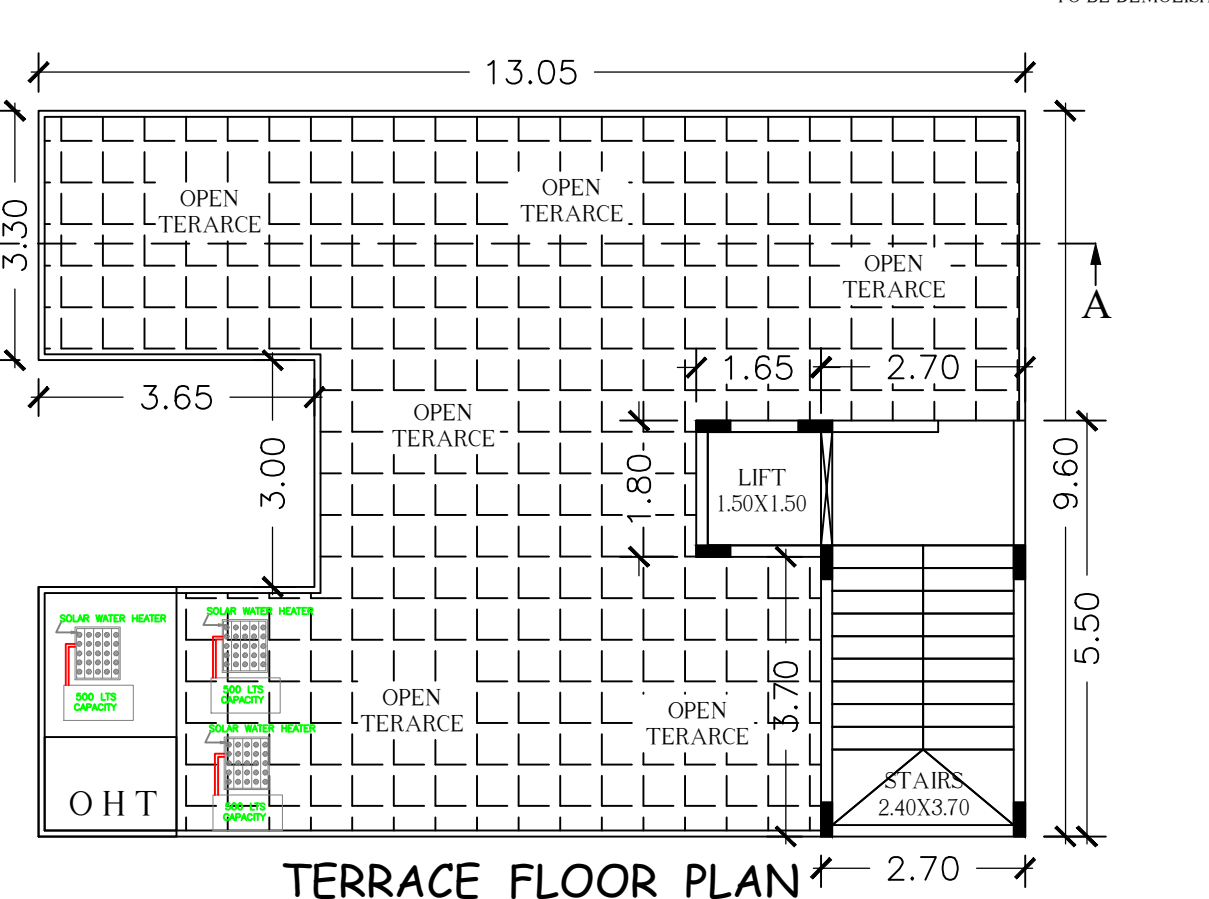 13.05
3.30
OPEN
TERARCE
OPEN
TERARCE
OPEN
TERARCE
A
1.65
2.70
3.65
OPEN
TERARCE
3.00
1.80
LIFT
1.50X1.50
9.60
5.50
SOLAR WATER HEATER
500 LTS
CAPACITY
SOLAR WATER HEATER
500 LTS
CAPACITY
OPEN
TERARCE
OPEN
TERARCE
3.70
SOLAR WATER HEATER
500 LTS
CAPACITY
OHT
STAIRS
2.40X3.70
TERRACE FLOOR PLAN
2.70